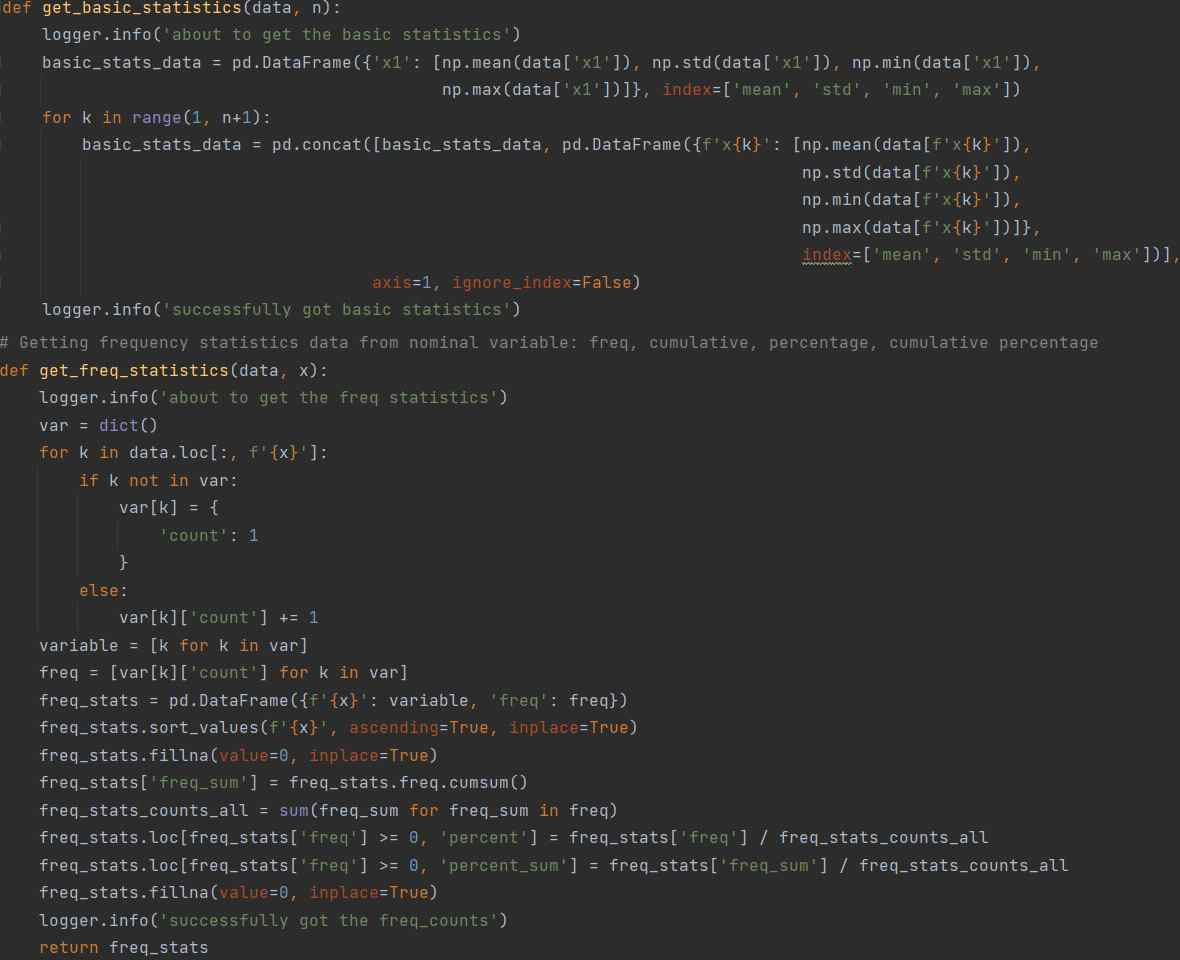 def get_basic_statistics(data, n):
    logger.info('about to get the basic statistics')
    basic_stats_data = pd.DataFrame({'x1': [np.mean(data['x1']), np.std(data['x1']), np.min(data['x1']),
                                            np.max(data['x1'])]}, index=['mean', 'std', 'min', 'max'])
    for k in range(1, n+1):
        basic_stats_data = pd.concat([basic_stats_data, pd.DataFrame({f'x{k}': [np.mean(data[f'x{k}']),
                                                                                np.std(data[f'x{k}']),
                                                                                np.min(data[f'x{k}']),
                                                                                np.max(data[f'x{k}'])]},
                                                                                index=['mean', 'std', 'min', 'max'])],
                                     axis=1, ignore_index=False)
    logger.info('successfully got basic statistics')
# Getting frequency statistics data from nominal variable: freq, cumulative, percentage, cumulative percentage
def get_freq_statistics(data, x):
    logger.info('about to get the freq statistics')
    var = dict()
    for k in data.loc[:, f'{x}']:
        if k not in var:
            var[k] = {
                'count': 1
            }
        else:
            var[k]['count'] += 1
    variable = [k for k in var]
    freq = [var[k]['count'] for k in var]
    freq_stats = pd.DataFrame({f'{x}': variable, 'freq': freq})
    freq_stats.sort_values(f'{x}', ascending=True, inplace=True)
    freq_stats.fillna(value=0, inplace=True)
    freq_stats['freq_sum'] = freq_stats.freq.cumsum()
    freq_stats_counts_all = sum(freq_sum for freq_sum in freq)
    freq_stats.loc[freq_stats['freq'] >= 0, 'percent'] = freq_stats['freq'] / freq_stats_counts_all
    freq_stats.loc[freq_stats['freq'] >= 0, 'percent_sum'] = freq_stats['freq_sum'] / freq_stats_counts_all
    freq_stats.fillna(value=0, inplace=True)
    logger.info('successfully got the freq_counts')
    return freq_stats